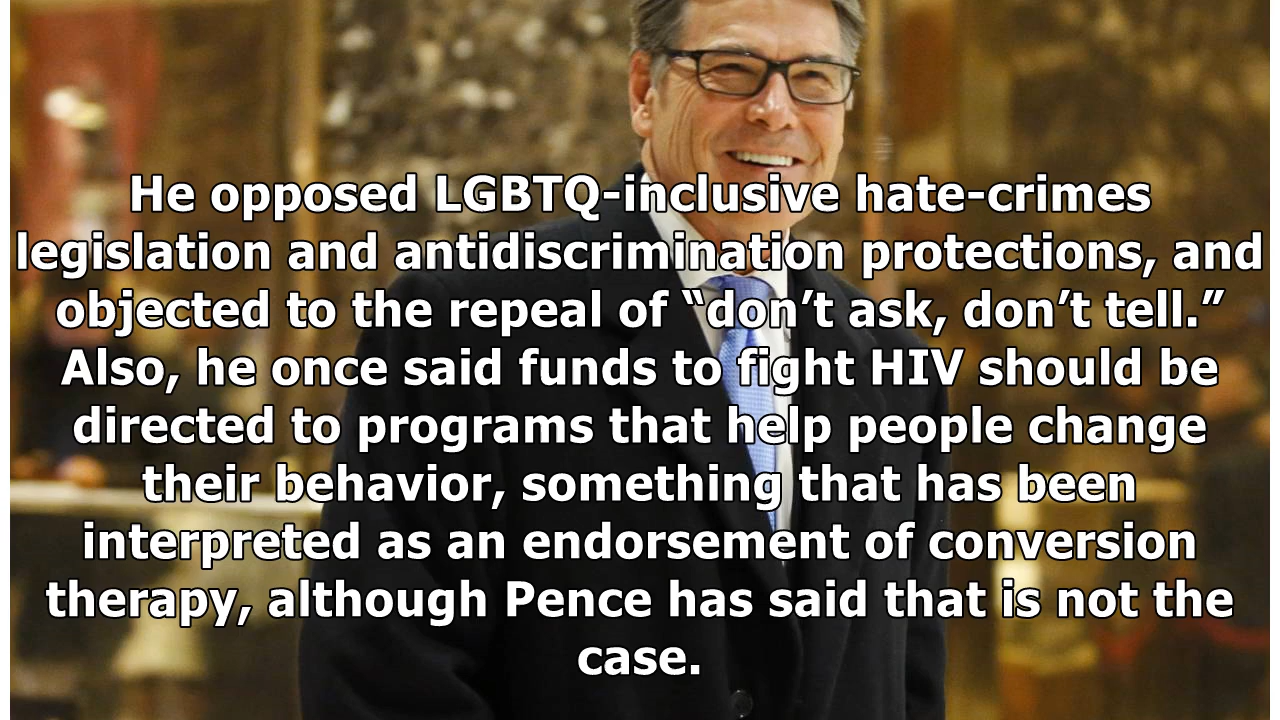 He opposed LGBTQ-inclusive hate-crimes
legislation and antidiscrimination protections, and
objected to the repeal of “don’t ask, don’t tell.”
Also, he once said funds to fight HIV should be
directed to programs that help people change
their behavior, something that has been
interpreted as an endorsement of conversion
therapy, although Pence has said that is not the
case.